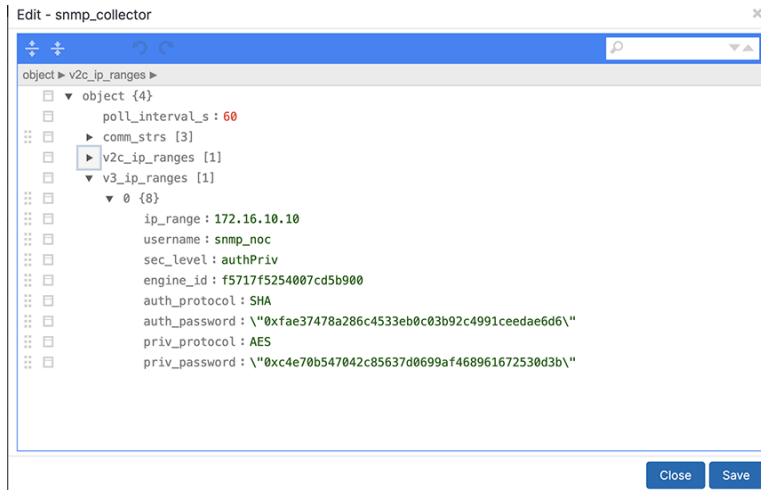 Edit - snmp_collector
object ▶ v2c_ip_ranges ▶
object {4}
poll_interval_s : 60
comm_strs [3]
v2c_ip_ranges [1]
v3_ip_ranges [1]
0 {8}
ip_range : 172.16.10.10
username : snmp_noc
sec_level : authPriv
engine_id : f5717f5254007cd5b900
auth_protocol : SHA
auth_password : \"0xfae37478a286c4533eb0c03b92c4991ceedae6d6\"
priv_protocol : AES
priv_password : \"0xc4e70b547042c85637d0699af468961672530d3b\"
Close Save